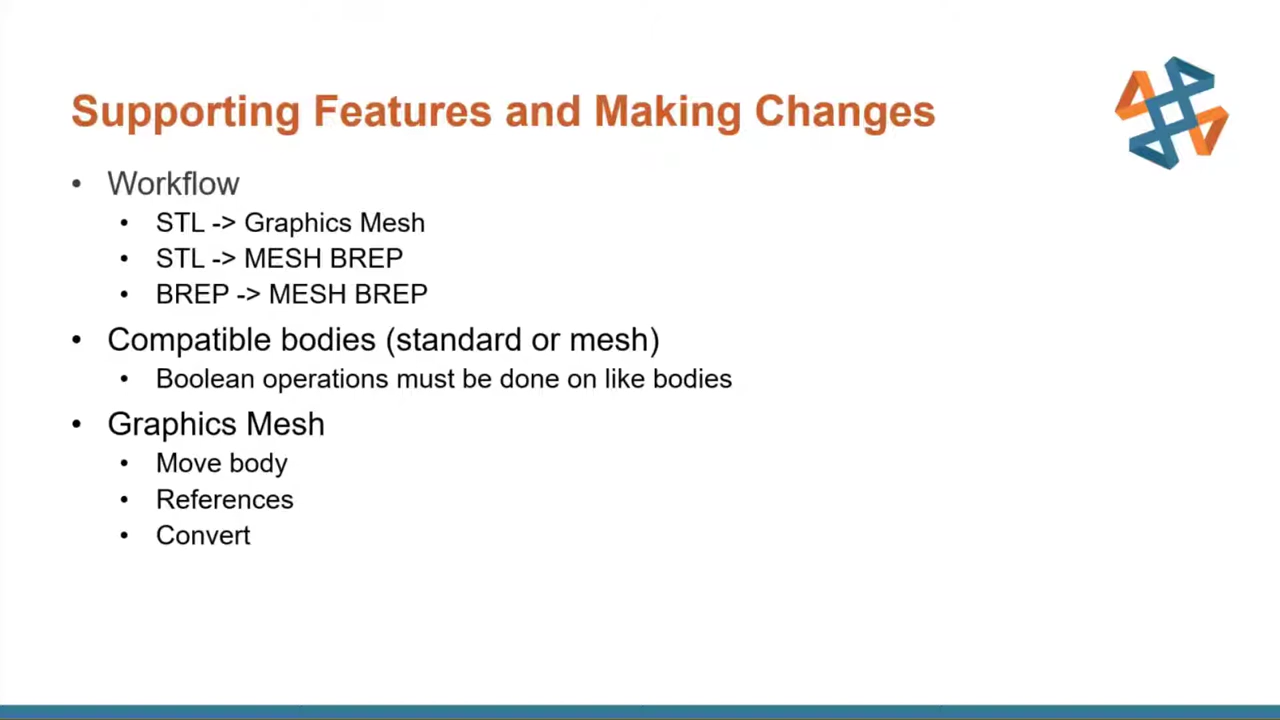 Supporting Features and Making Changes
• Workflow
• STL -> Graphics Mesh
• STL -> MESH BREP
• BREP -> MESH BREP
• Compatible bodies (standard or mesh)
• Boolean operations must be done on like bodies
• Graphics Mesh
• Move body
• References
• Convert